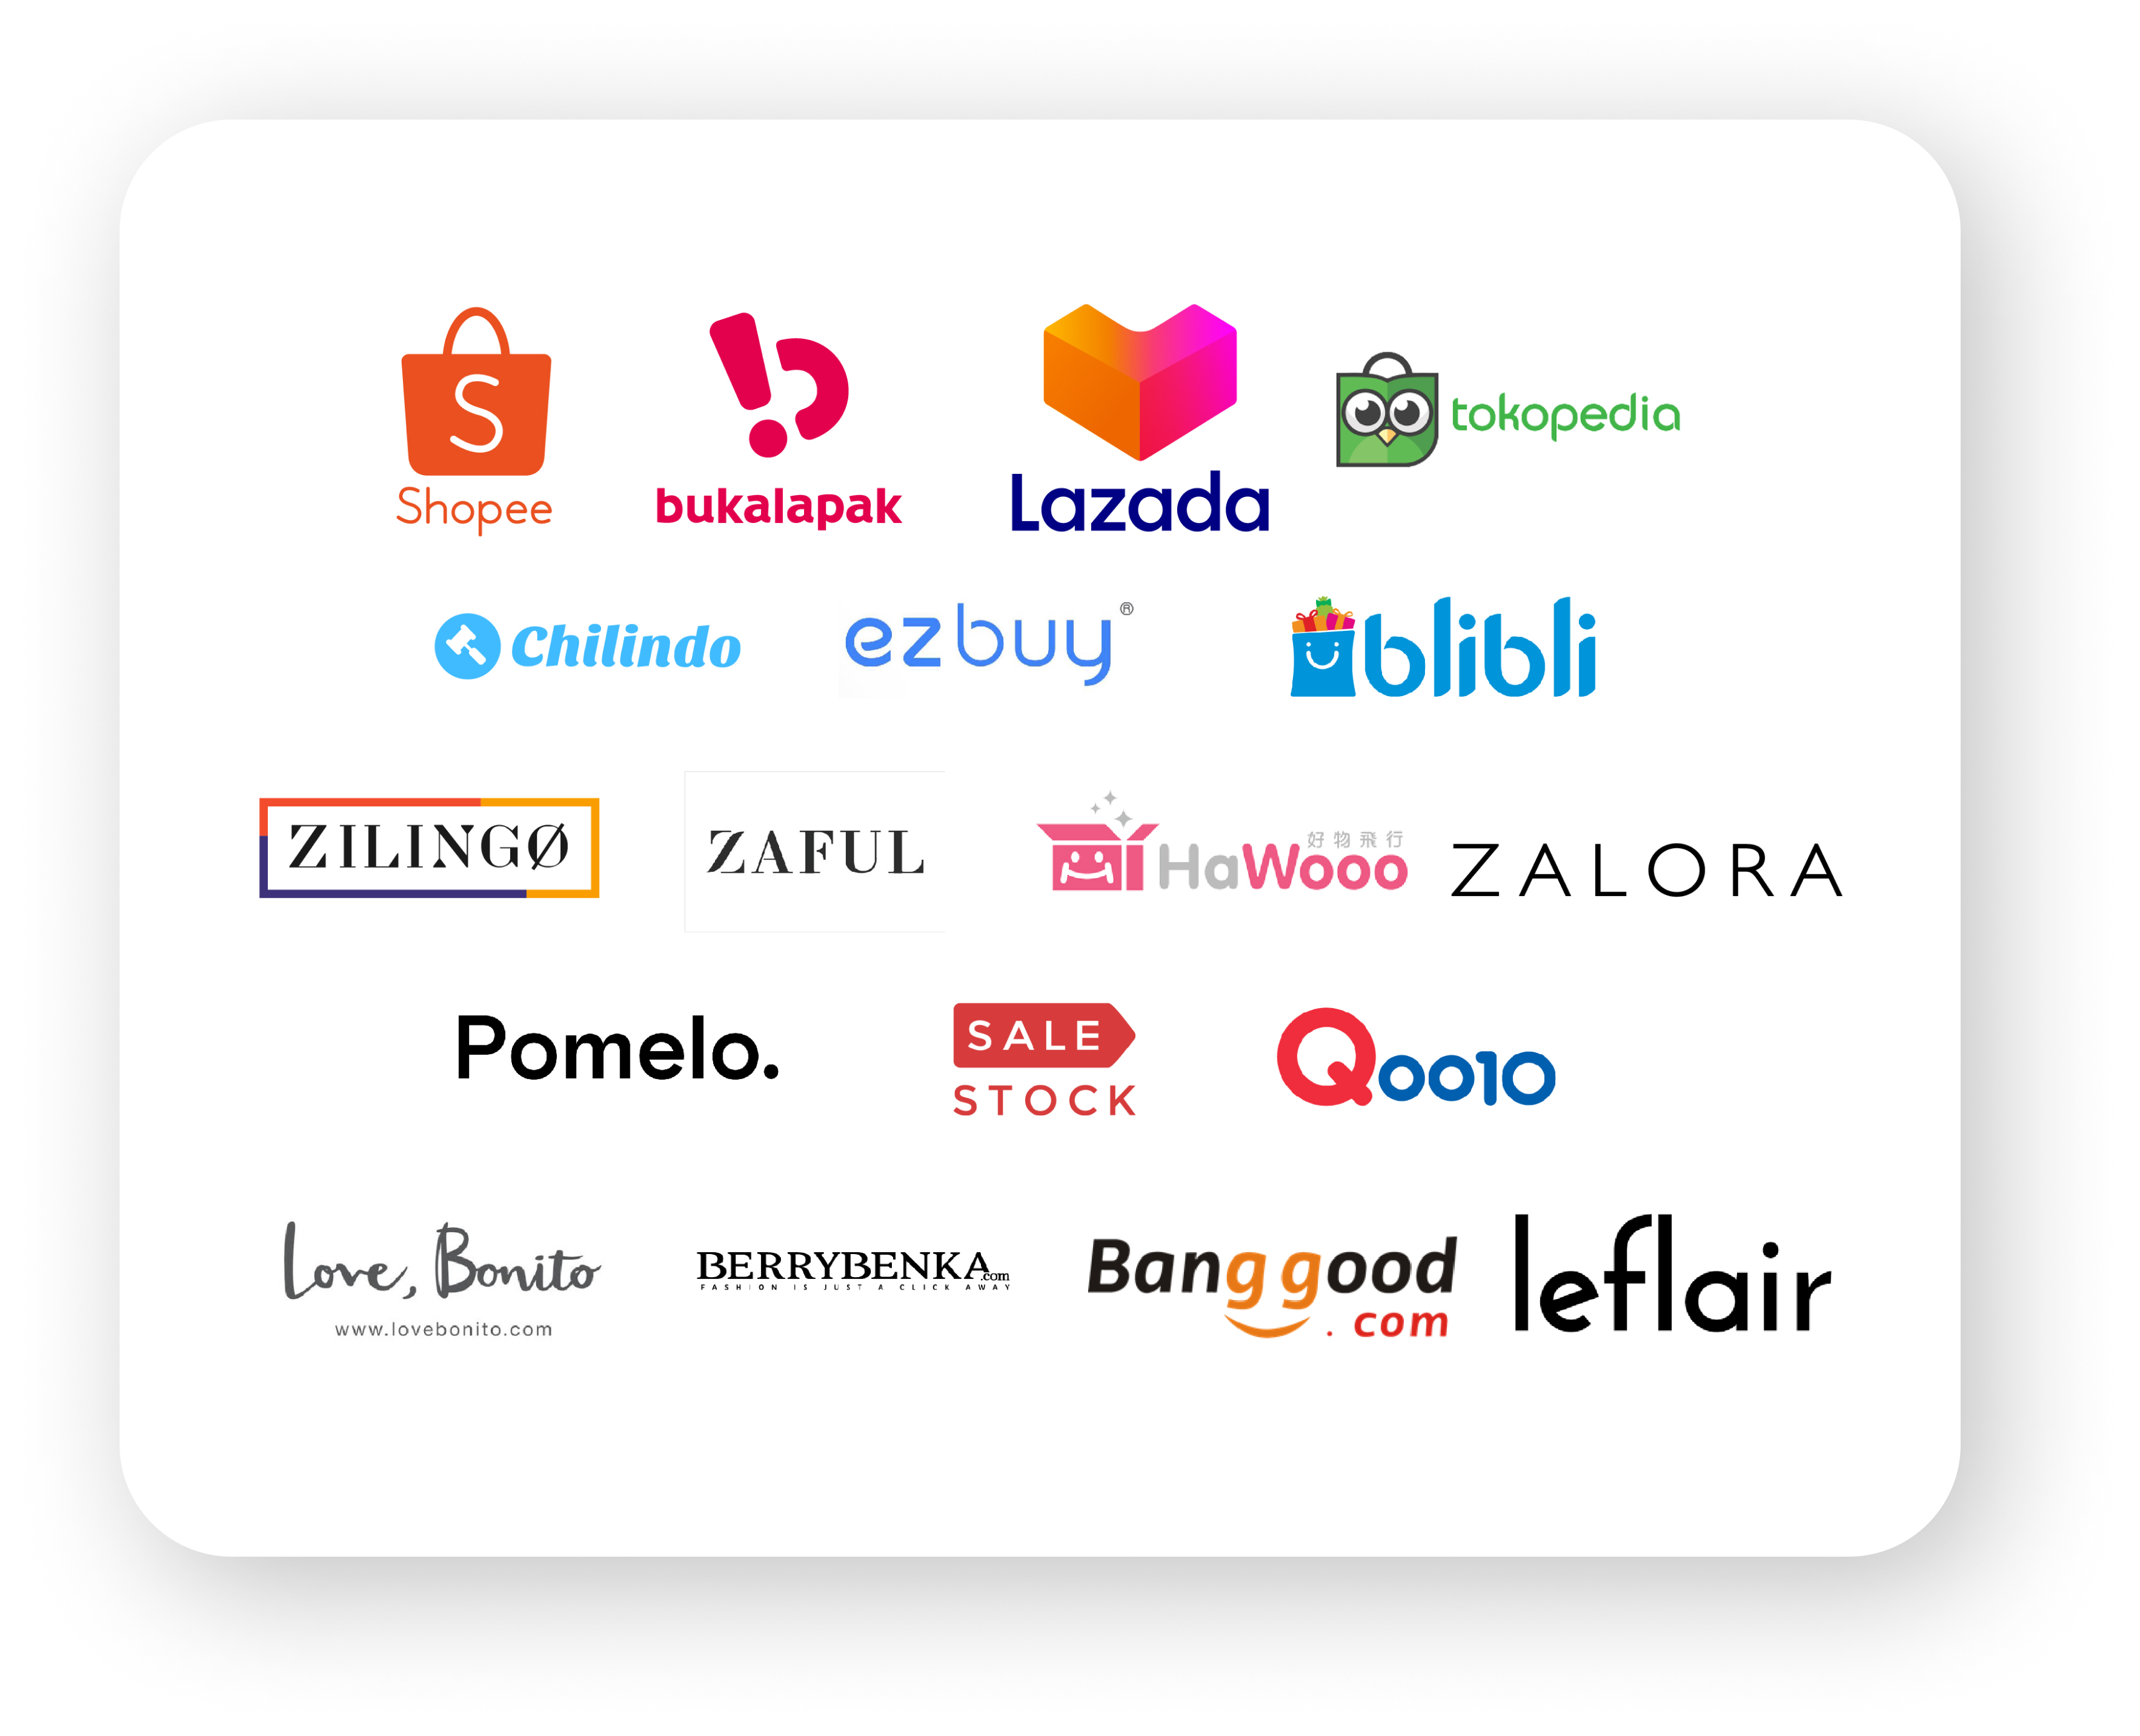 S
Shopee
bukalapak
Lazada
tokopedia
Chilindo
ezbuy®
blibli
ZILINGØ
ZAFUL
好物飛行
HaWooo
ZALORA
Pomelo.
SALE
STOCK
Qoo10
Love, Bonito
www.lovebonito.com
BERRYBENKA.com
FASHION IS JUST A CLICK AWAY
Banggood
.com
leflair